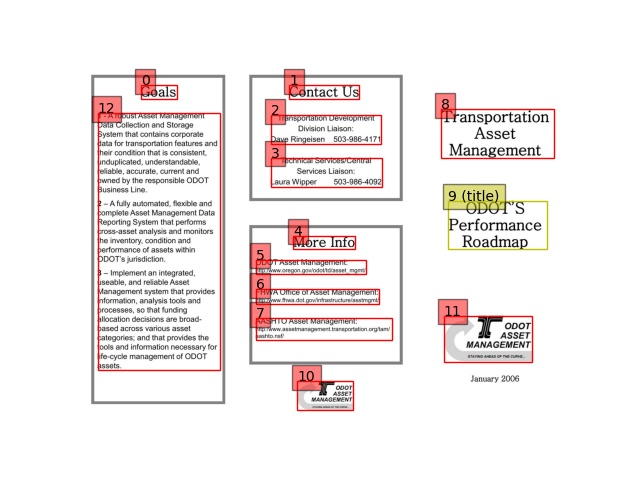 0
Goals
12
1 - A robust Asset Management
Data Collection and Storage
System that contains corporate
data for transportation features and
their condition that is consistent,
unduplicated, understandable,
reliable, accurate, current and
owned by the responsible ODOT
Business Line.
2 – A fully automated, flexible and
complete Asset Management Data
Reporting System that performs
cross-asset analysis and monitors
the inventory, condition and
performance of assets within
ODOT's jurisdiction.
3 – Implement an integrated,
useable, and reliable Asset
Management system that provides
information, analysis tools and
processes, so that funding
allocation decisions are broad-
based across various asset
categories; and that provides the
tools and information necessary for
life-cycle management of ODOT
assets.
1
Contact Us
2
Transportation Development
Division Liaison:
Dave Ringeisen 503-986-4171
3
Technical Services/Central
Services Liaison:
Laura Wipper 503-986-4092
4
More Info
5
ODOT Asset Management:
http://www.oregon.gov/odot/td/asset_mgmt/
6
FHWA Office of Asset Management:
http://www.fhwa.dot.gov/infrastructure/asstmgmt/
7
AASHTO Asset Management:
http://www.assetmanagement.transportation.org/tam/
aashto.nsf/
10
ODOT
ASSET
MANAGEMENT
STAYING AHEAD OF THE CURVE...
8
Transportation
Asset
Management
9 (title)
ODOT'S
Performance
Roadmap
11
ODOT
ASSET
MANAGEMENT
STAYING AHEAD OF THE CURVE...
January 2006